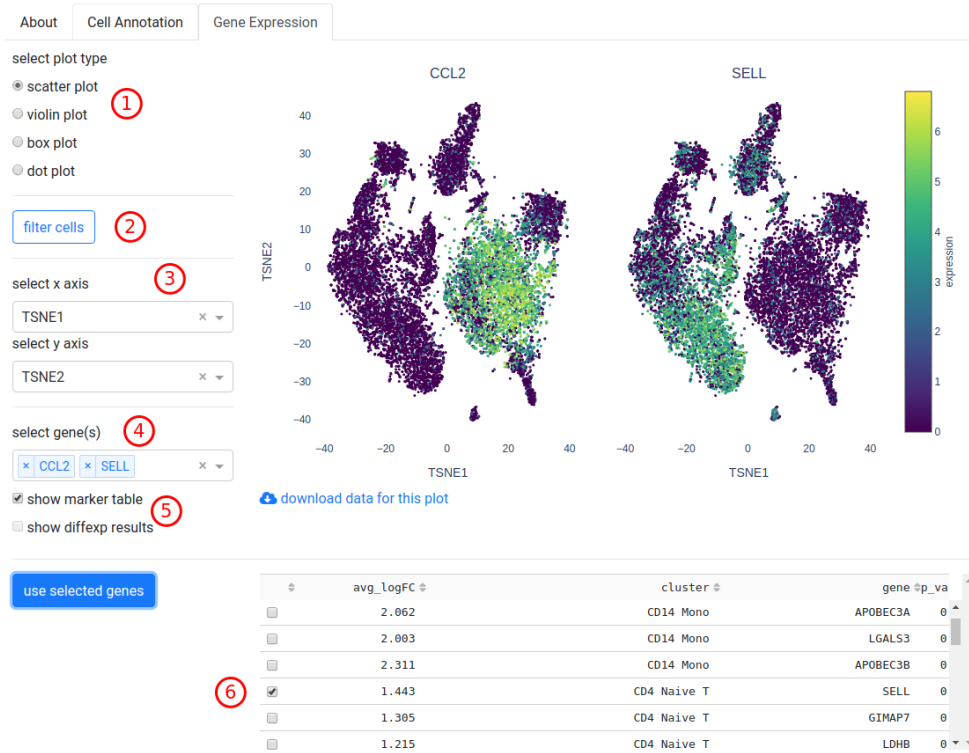 About Cell Annotation Gene Expression
select plot type
scatter plot
violin plot
box plot
dot plot
1
filter cells
2
3
select x axis
TSNE1 ×
select y axis
TSNE2 ×
4
select gene(s)
× CCL2 × SELL ×
show marker table
5
show diffexp results
use selected genes
CCL2 SELL
40
30
20
10
0
−10
−20
−30
−40
TSNE2
−40 −20 0 20 40 −40 −20 0 20 40
TSNE1 TSNE1
6
5
4
3
2
1
0
expression
download data for this plot
avg_logFC cluster gene p_va
2.062 CD14 Mono APOBEC3A 0
2.003 CD14 Mono LGALS3 0
2.311 CD14 Mono APOBEC3B 0
6 1.443 CD4 Naive T SELL 0
1.305 CD4 Naive T GIMAP7 0
1.215 CD4 Naive T LDHB 0